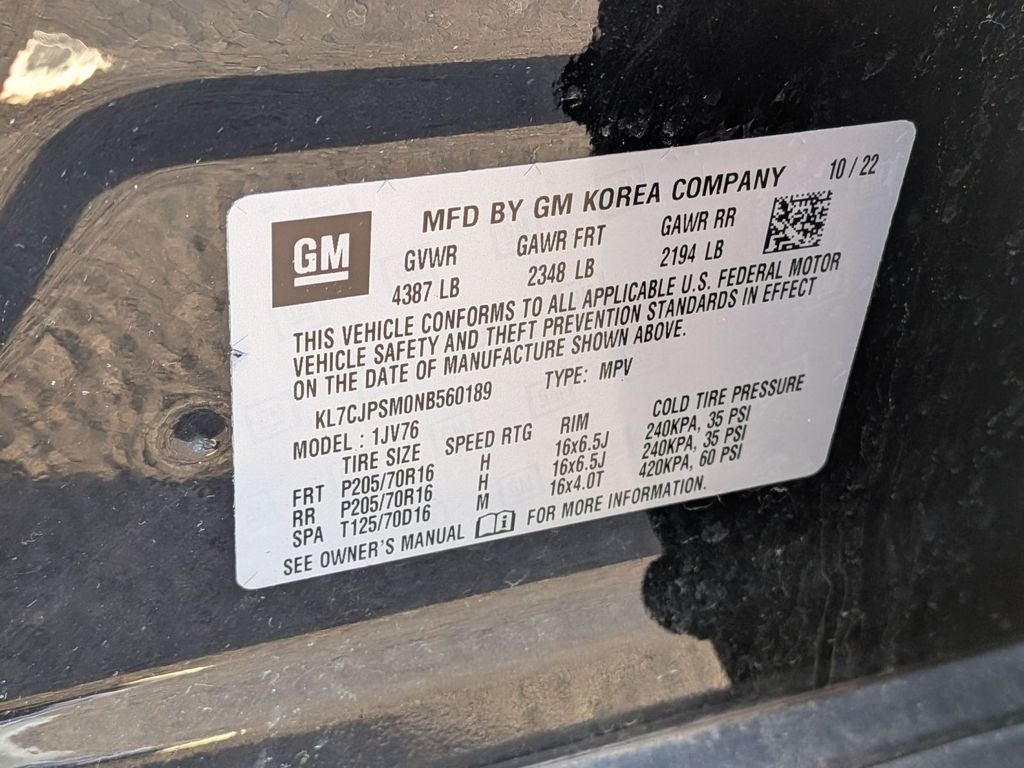 GM
MFD BY GM KOREA COMPANY 10 / 22
GVWR GAWR FRT GAWR RR
4387 LB 2348 LB 2194 LB
THIS VEHICLE CONFORMS TO ALL APPLICABLE U.S. FEDERAL MOTOR
VEHICLE SAFETY AND THEFT PREVENTION STANDARDS IN EFFECT
ON THE DATE OF MANUFACTURE SHOWN ABOVE.
KL7CJPSM0NB560189 TYPE: MPV
MODEL : 1JV76
TIRE SIZE SPEED RTG RIM COLD TIRE PRESSURE
FRT P205/70R16 H 16x6.5J 240KPA, 35 PSI
RR P205/70R16 H 16x6.5J 240KPA, 35 PSI
SPA T125/70D16 M 16x4.0T 420KPA, 60 PSI
SEE OWNER'S MANUAL FOR MORE INFORMATION.